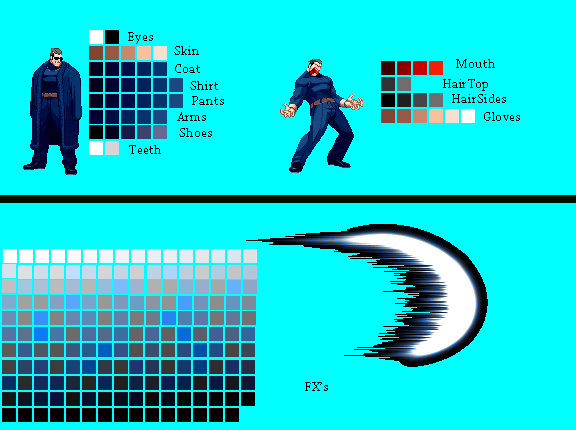 Eyes
Skin
Coat
Shirt
Pants
Arms
Shoes
Teeth
Mouth
HairTop
HairSides
Gloves
FX's